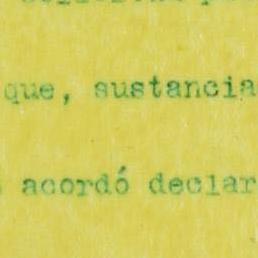 que, sustancia
acordó declar